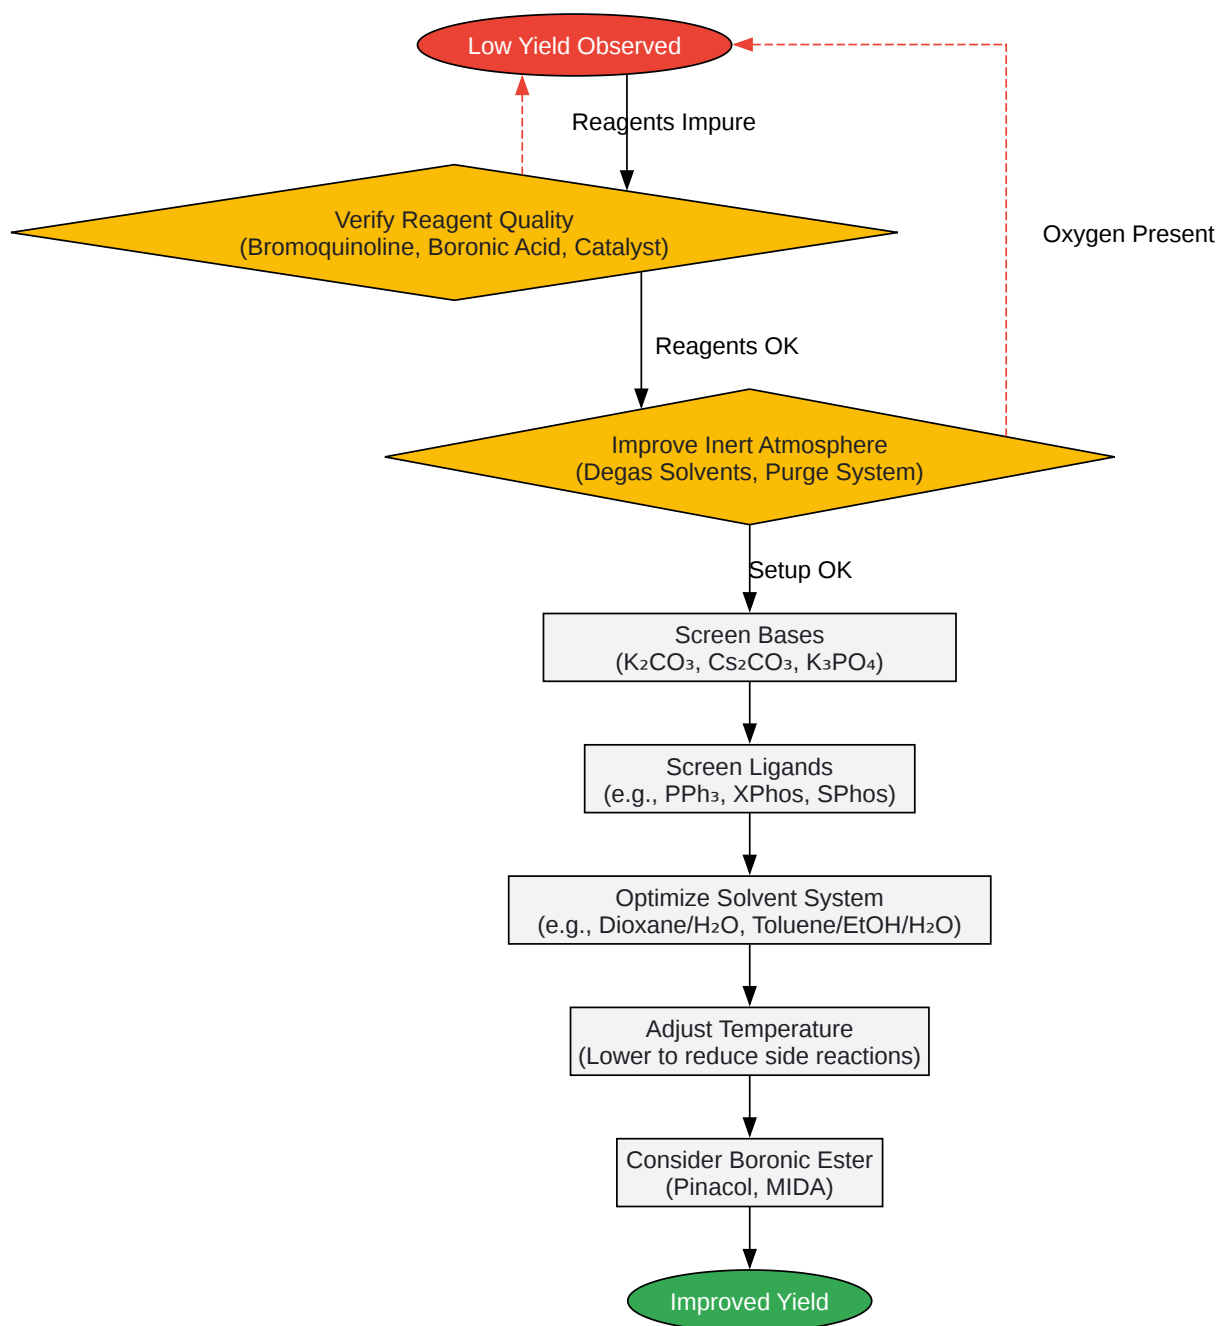 Low Yield Observed
Reagents Impure
Verify Reagent Quality
(Bromoquinoline, Boronic Acid, Catalyst)
Oxygen Present
Reagents OK
Improve Inert Atmosphere
(Degas Solvents, Purge System)
Setup OK
Screen Bases
(K₂CO₃, Cs₂CO₃, K₃PO₄)
Screen Ligands
(e.g., PPh₃, XPhos, SPhos)
Optimize Solvent System
(e.g., Dioxane/H₂O, Toluene/EtOH/H₂O)
Adjust Temperature
(Lower to reduce side reactions)
Consider Boronic Ester
(Pinacol, MIDA)
Improved Yield